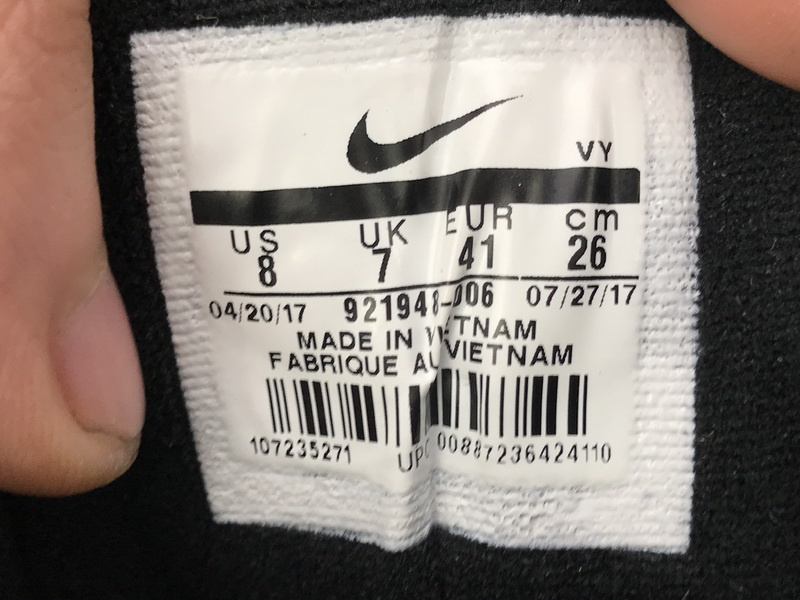 VY
US UK EUR cm
8 7 41 26
04/20/17 921948-006 07/27/17
MADE IN VIETNAM
FABRIQUE AU VIETNAM
107235271 UPC 00887236424110